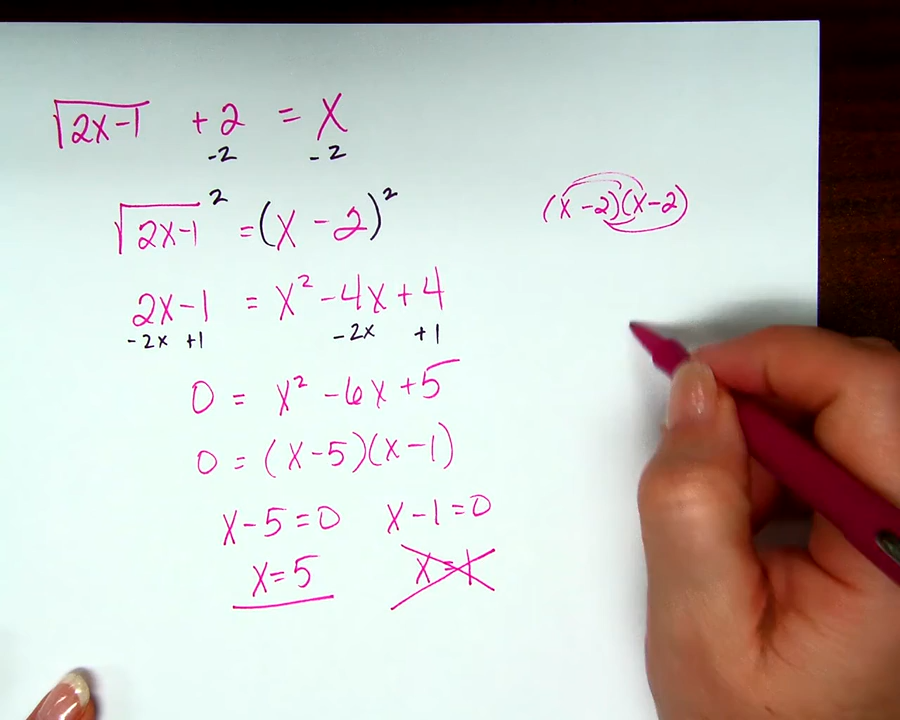 √2x-1 +2 = x
-2 -2
√2x-1² =(x-2)²
(x-2)(x-2)
2x-1 = x²-4x+4
-2x +1 -2x +1
0 = x²-6x+5
0 = (x-5)(x-1)
x-5=0 x-1=0
x=5 x=1